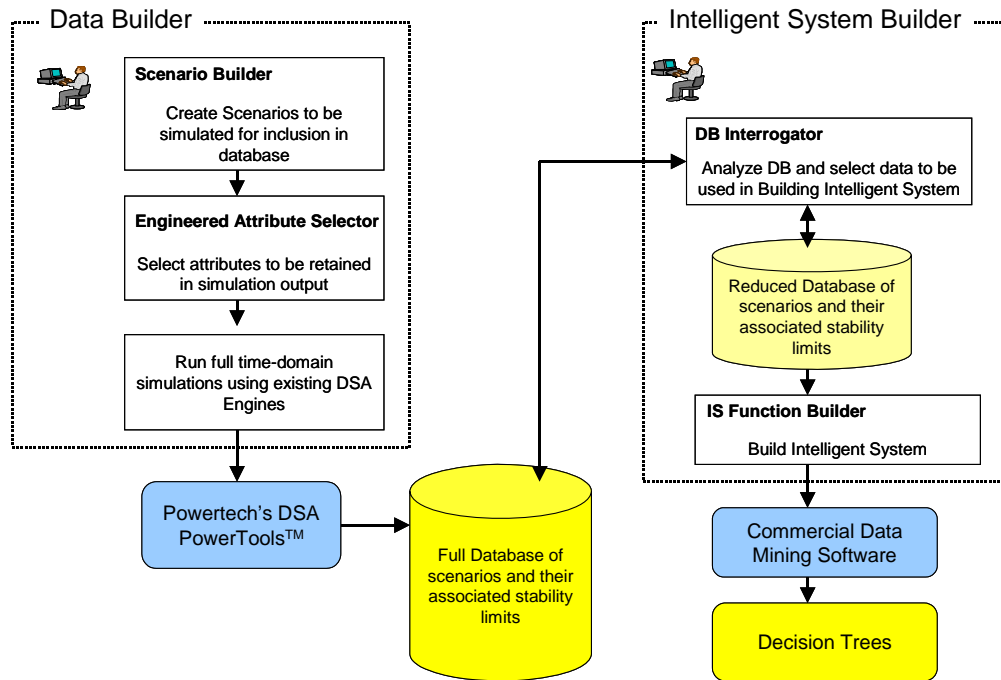 Data Builder
Scenario Builder
Create Scenarios to be
simulated for inclusion in
database
Engineered Attribute Selector
Select attributes to be retained
in simulation output
Run full time-domain
simulations using existing DSA
Engines
Powertech's DSA
PowerTools™
Full Database of
scenarios and their
associated stability
limits
Intelligent System Builder
DB Interrogator
Analyze DB and select data to be
used in Building Intelligent System
Reduced Database of
scenarios and their
associated stability
limits
IS Function Builder
Build Intelligent System
Commercial Data
Mining Software
Decision Trees